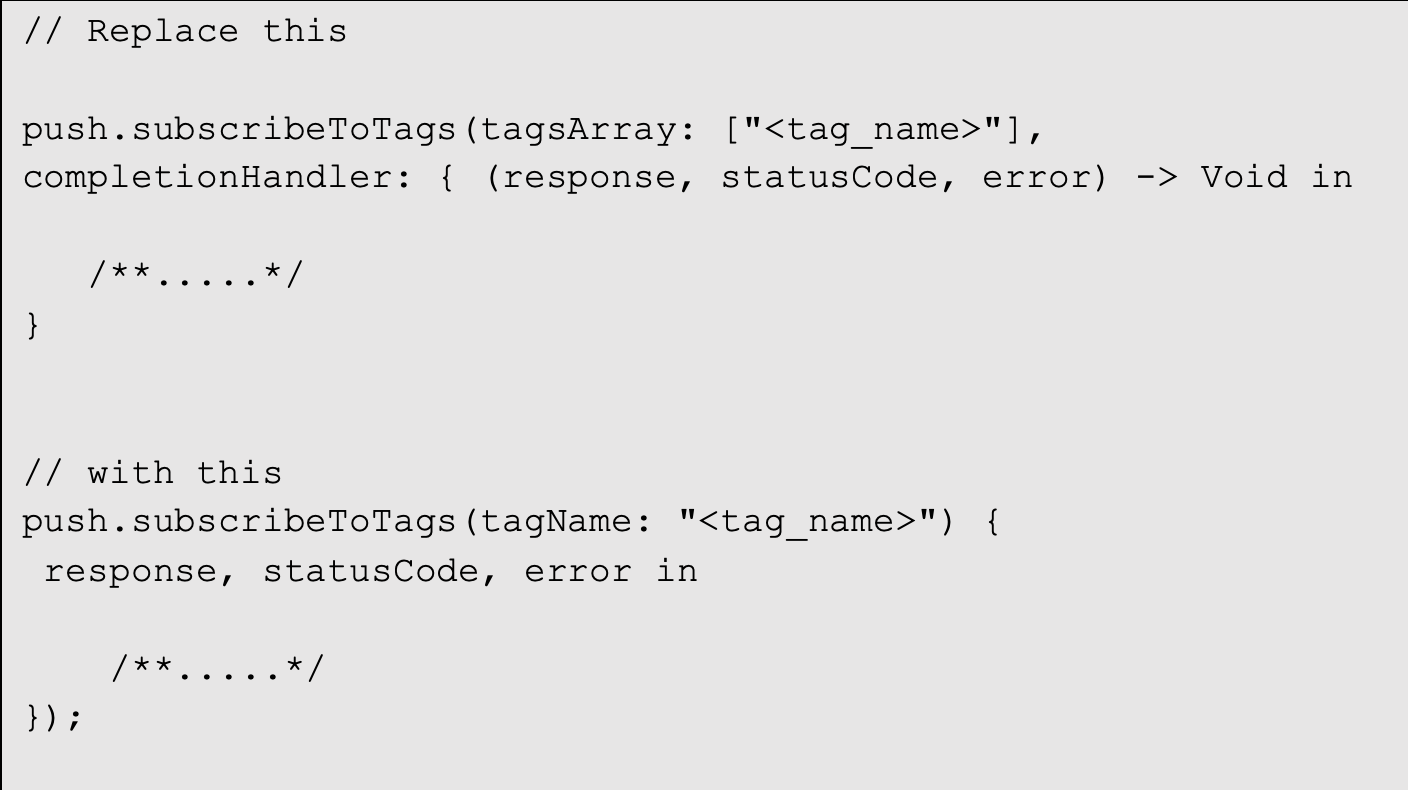 // Replace this
push.subscribeToTags(tagsArray: ["<tag_name>"],
completionHandler: { (response, statusCode, error) -> Void in
/**.....*/
}
// with this
push.subscribeToTags(tagName: "<tag_name>") {
response, statusCode, error in
/**.....*/
});